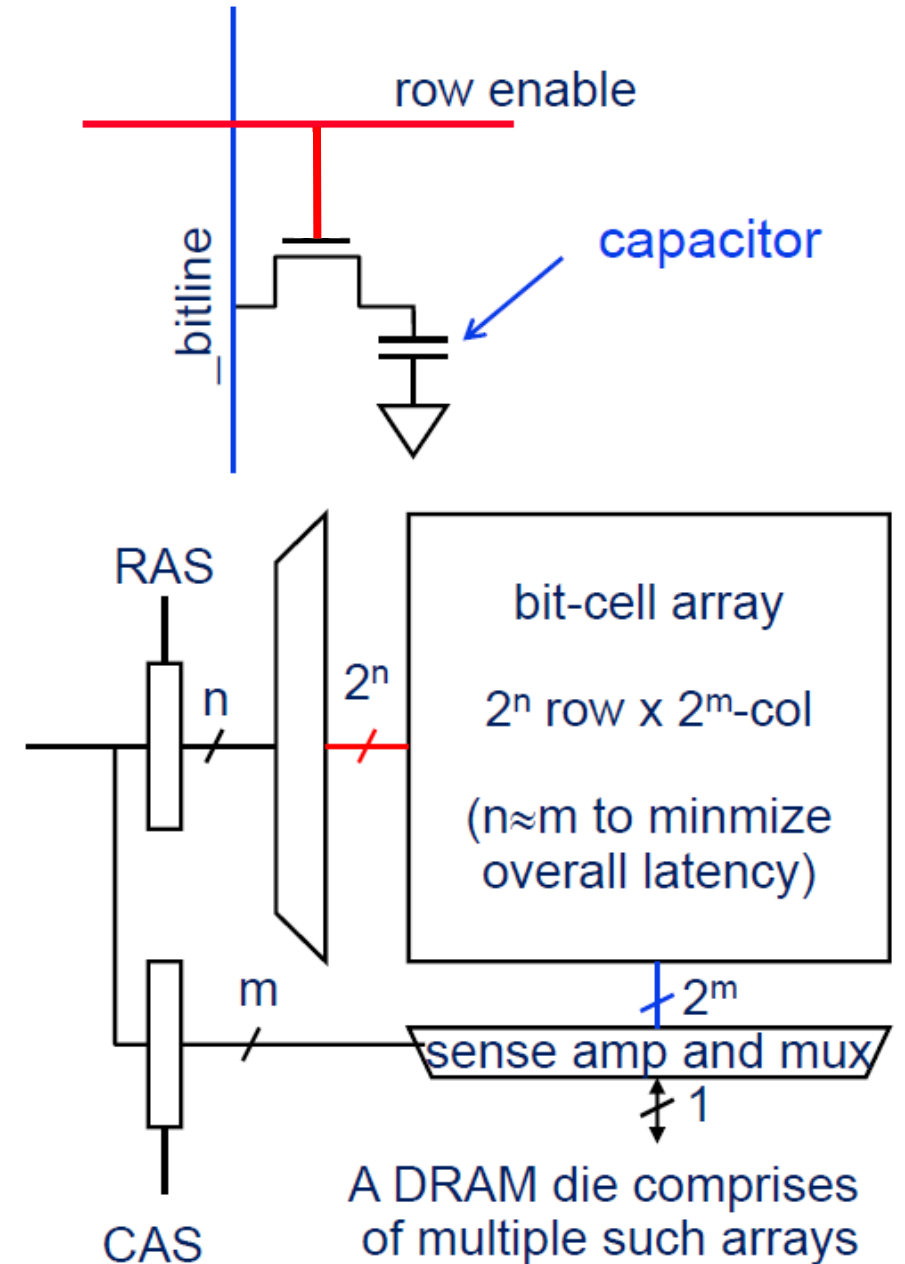 row enable
_bitline
capacitor
RAS
n
2ⁿ
bit-cell array
2ⁿ row x 2ᵐ-col
(n≈m to minmize
overall latency)
m
2ᵐ
sense amp and mux
1
A DRAM die comprises
of multiple such arrays
CAS